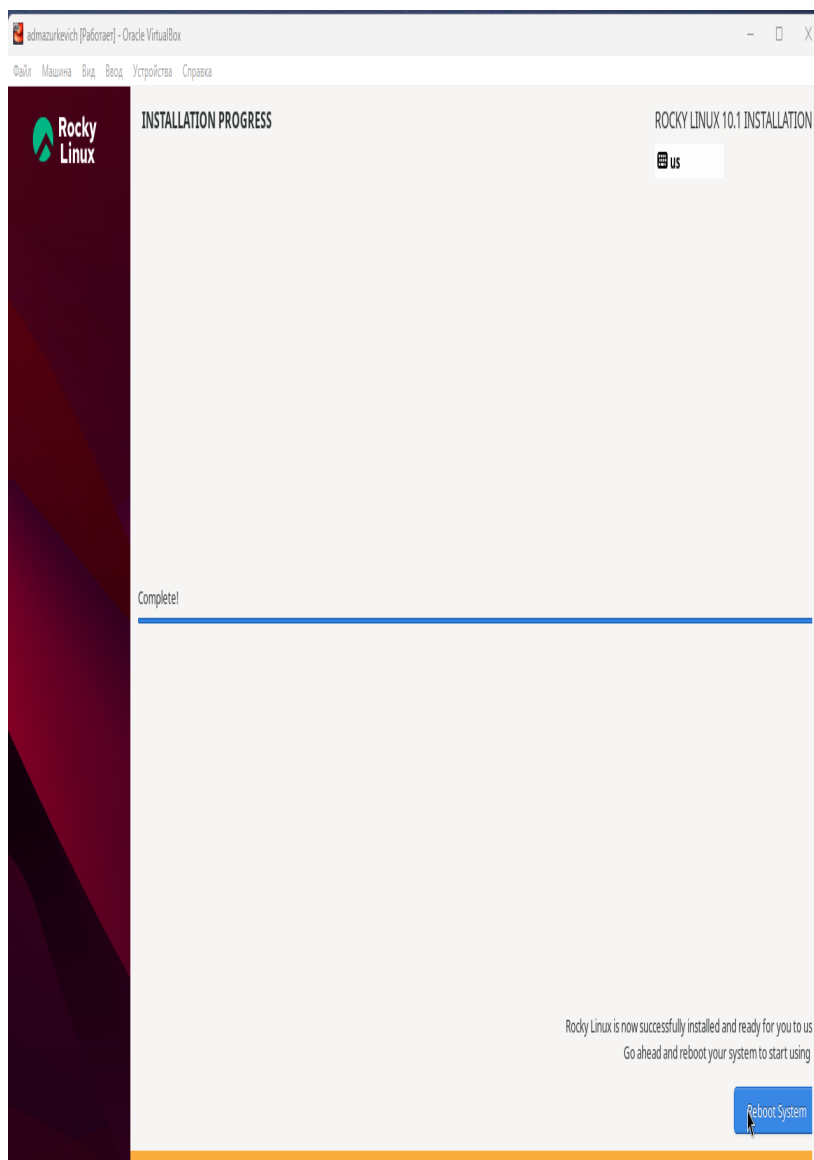 admazurkevich [Работает] - Oracle VirtualBox
Файл Машина Вид Ввод Устройства Справка
Rocky
Linux
INSTALLATION PROGRESS
ROCKY LINUX 10.1 INSTALLATION
us
Complete!
Rocky Linux is now successfully installed and ready for you to us
Go ahead and reboot your system to start using
Reboot System